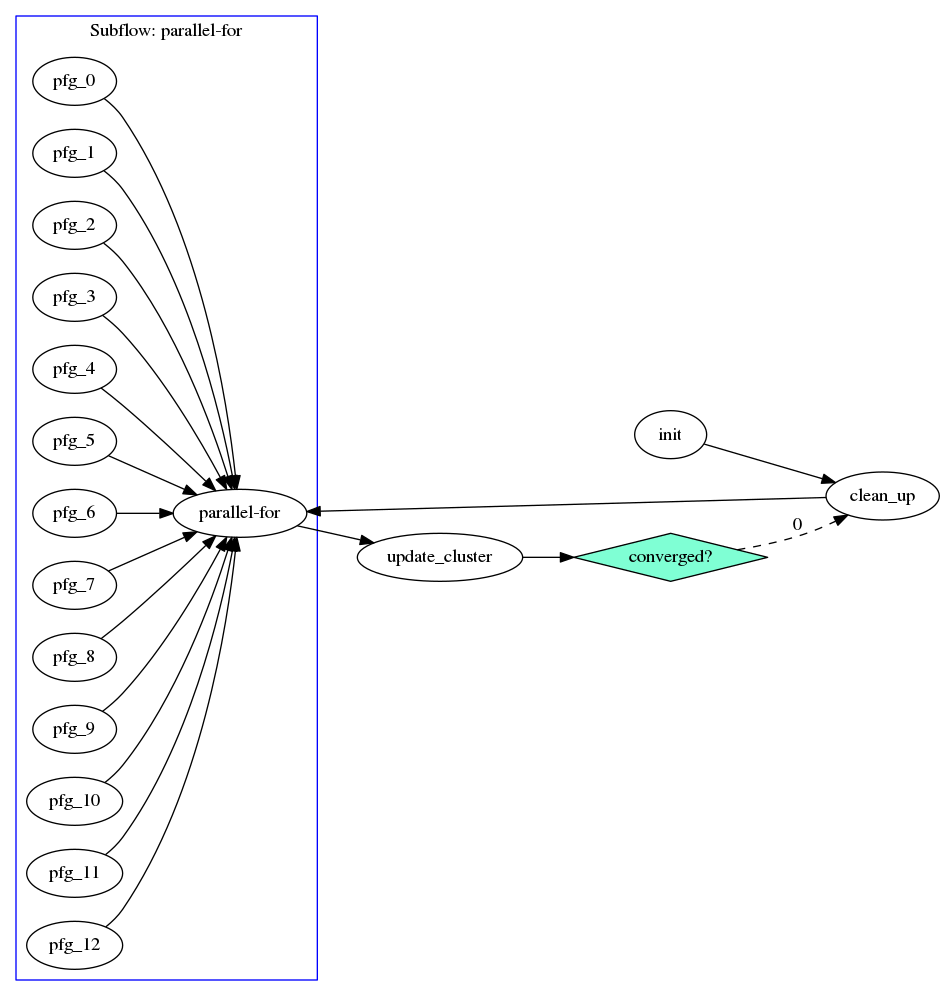 Subflow: parallel-for
pfg_0
pfg_1
pfg_2
pfg_3
pfg_4
pfg_5
pfg_6
pfg_7
pfg_8
pfg_9
pfg_10
pfg_11
pfg_12
parallel-for
update_cluster
converged?
0
init
clean_up